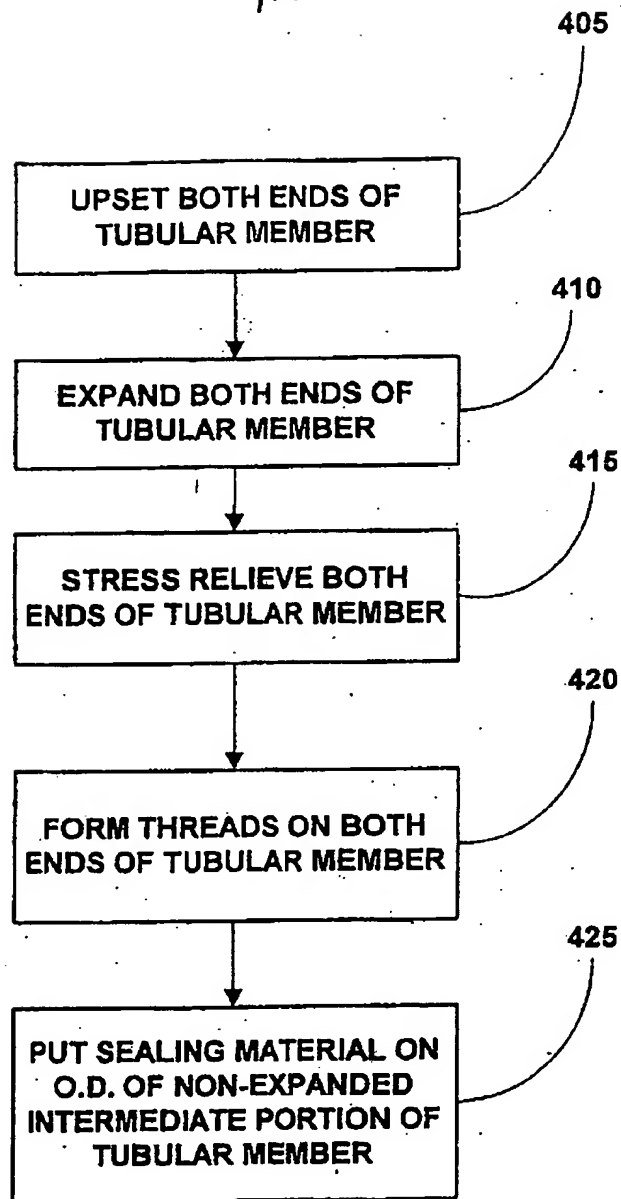 405
UPSET BOTH ENDS OF
TUBULAR MEMBER
410
EXPAND BOTH ENDS OF
TUBULAR MEMBER
415
STRESS RELIEVE BOTH
ENDS OF TUBULAR MEMBER
420
FORM THREADS ON BOTH
ENDS OF TUBULAR MEMBER
425
PUT SEALING MATERIAL ON
O.D. OF NON-EXPANDED
INTERMEDIATE PORTION OF
TUBULAR MEMBER